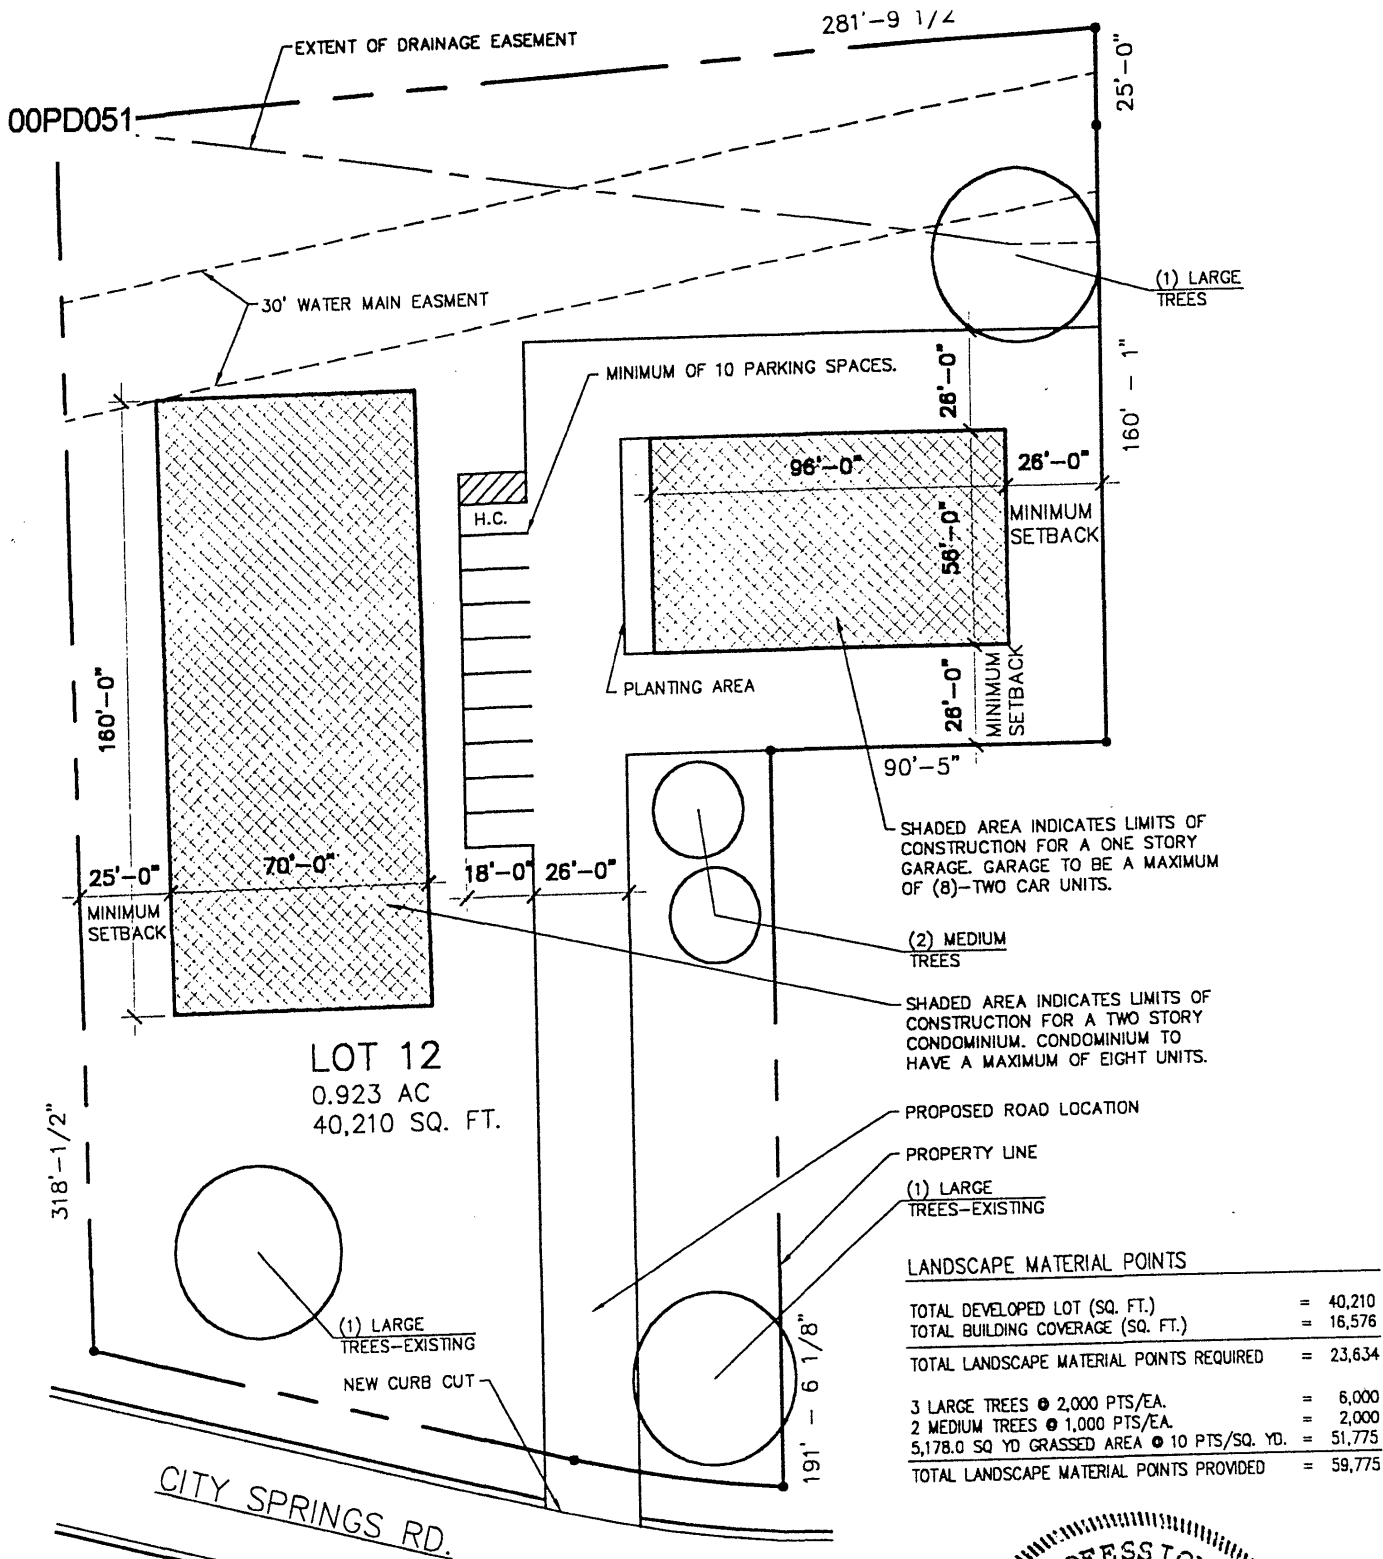 281'-9 1/2
EXTENT OF DRAINAGE EASEMENT
25'-0"
00PD051
(1) LARGE
TREES
30' WATER MAIN EASMENT
MINIMUM OF 10 PARKING SPACES.
26'-0"
160' - 1"
96'-0"
26'-0"
H.C.
56'-0"
MINIMUM
SETBACK
PLANTING AREA
160'-0"
26'-0"
MINIMUM
SETBACK
90'-5"
SHADED AREA INDICATES LIMITS OF
CONSTRUCTION FOR A ONE STORY
GARAGE. GARAGE TO BE A MAXIMUM
OF (8)-TWO CAR UNITS.
25'-0"
70'-0"
18'-0"
26'-0"
MINIMUM
SETBACK
(2) MEDIUM
TREES
SHADED AREA INDICATES LIMITS OF
CONSTRUCTION FOR A TWO STORY
CONDOMINIUM. CONDOMINIUM TO
HAVE A MAXIMUM OF EIGHT UNITS.
LOT 12
0.923 AC
40,210 SQ. FT.
318'-1/2"
PROPOSED ROAD LOCATION
PROPERTY LINE
(1) LARGE
TREES-EXISTING
LANDSCAPE MATERIAL POINTS
TOTAL DEVELOPED LOT (SQ. FT.) = 40,210
TOTAL BUILDING COVERAGE (SQ. FT.) = 16,576
TOTAL LANDSCAPE MATERIAL POINTS REQUIRED = 23,634
3 LARGE TREES @ 2,000 PTS/EA. = 6,000
2 MEDIUM TREES @ 1,000 PTS/EA. = 2,000
5,178.0 SQ YD GRASSED AREA @ 10 PTS/SQ. YD. = 51,775
TOTAL LANDSCAPE MATERIAL POINTS PROVIDED = 59,775
(1) LARGE
TREES-EXISTING
NEW CURB CUT
191' - 6 1/8"
CITY SPRINGS RD.